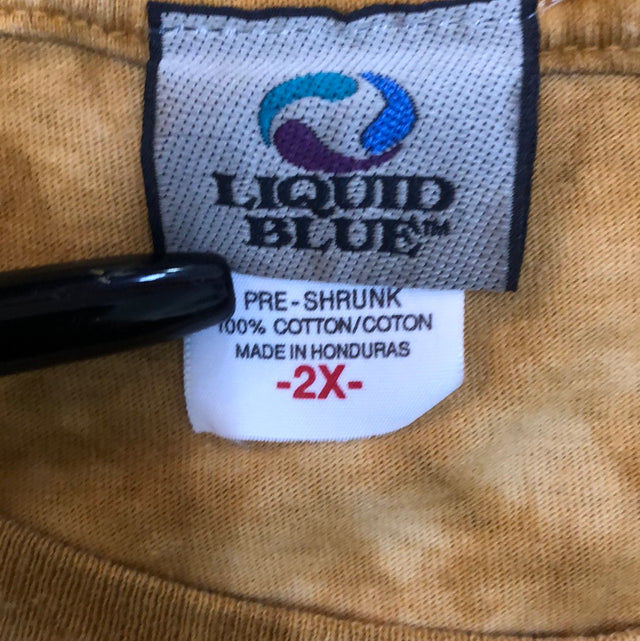 LIQUID
BLUE™
PRE-SHRUNK
100% COTTON/COTON
MADE IN HONDURAS
-2X-